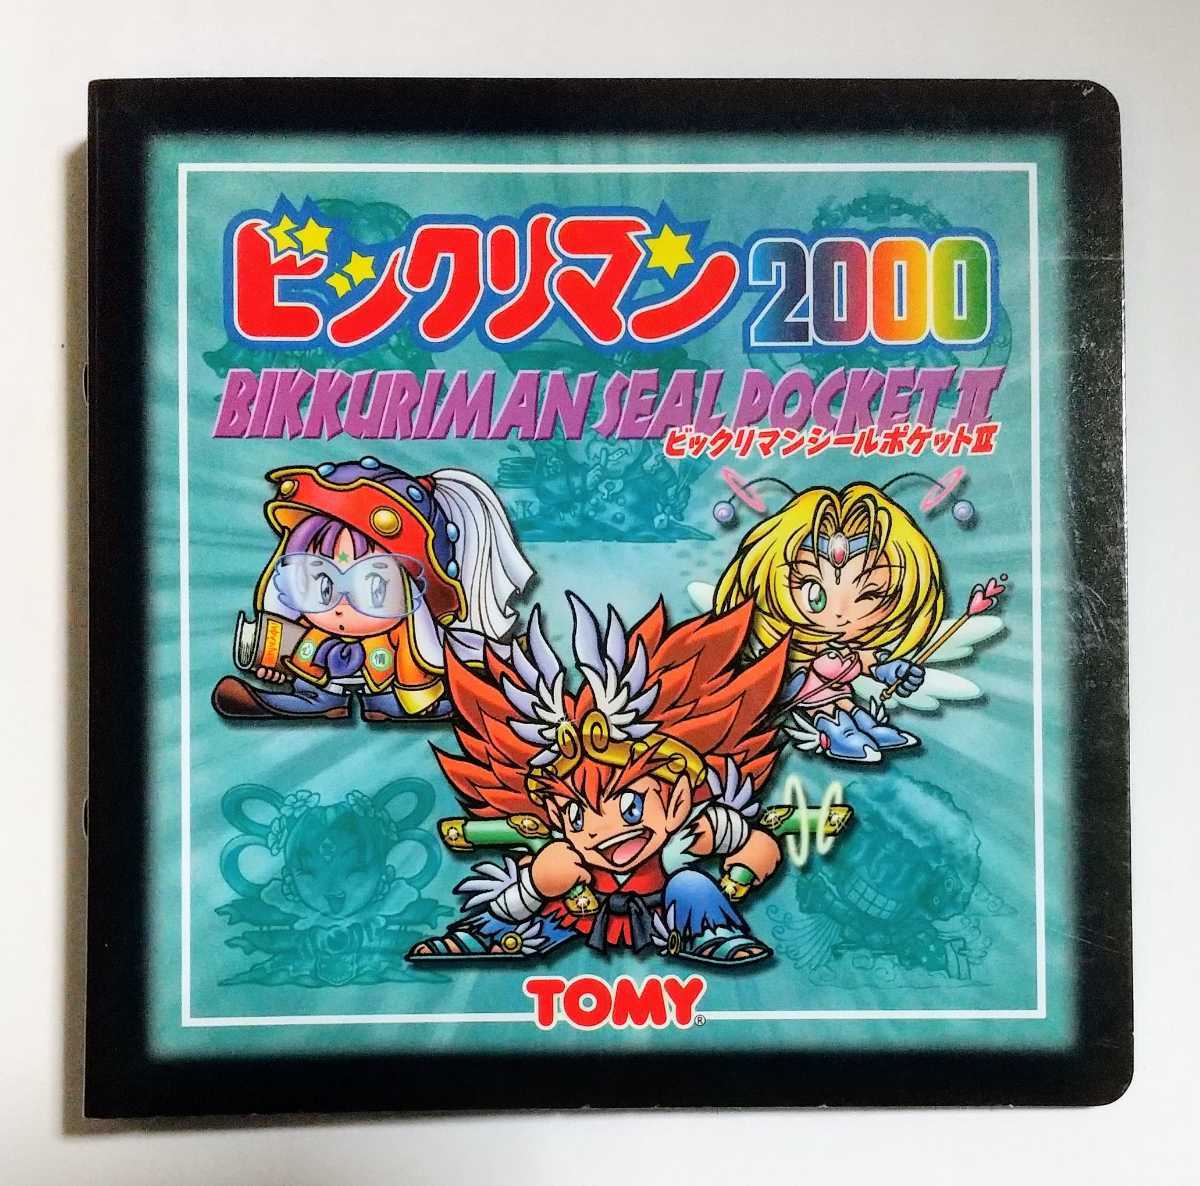 ビックリマン2000
BIKKURIMAN SEAL POCKET II
ビックリマンシールポケットII
情
TOMY®